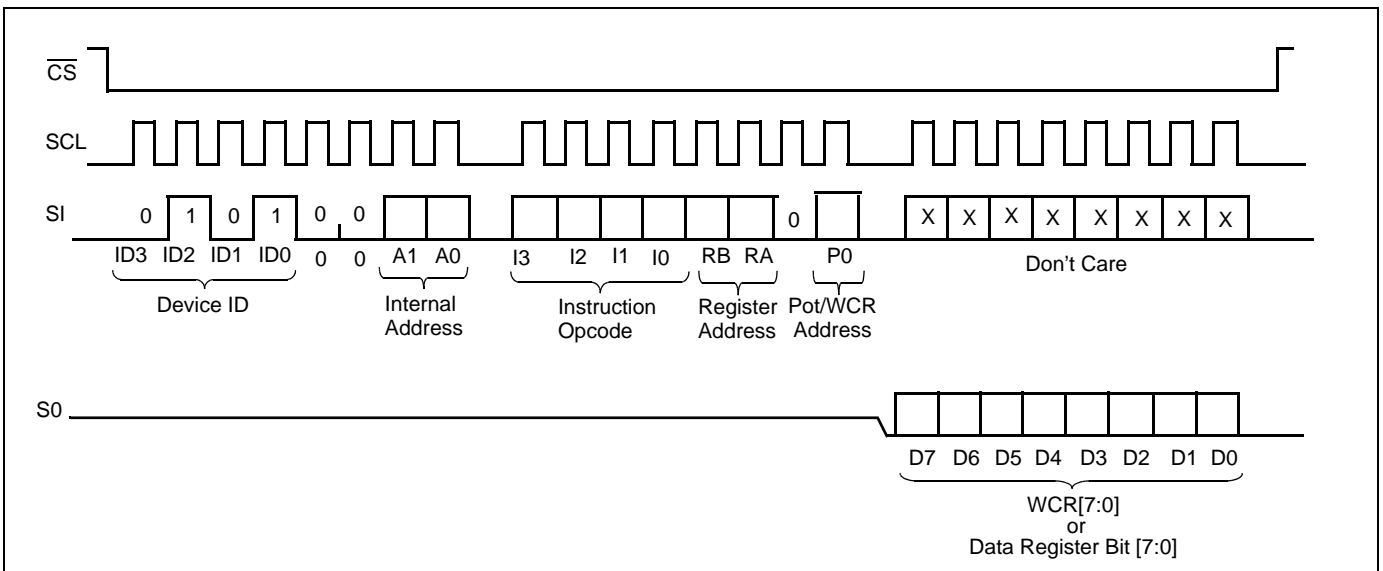 CS
SCL
SI
0 1 0 1 0 0 0
X X X X X X X X
ID3 ID2 ID1 ID0 0 0 A1 A0 I3 I2 I1 I0 RB RA P0
Don't Care
Device ID
Internal
Address
Instruction
Opcode
Register
Address
Pot/WCR
Address
S0
D7 D6 D5 D4 D3 D2 D1 D0
WCR[7:0]
or
Data Register Bit [7:0]